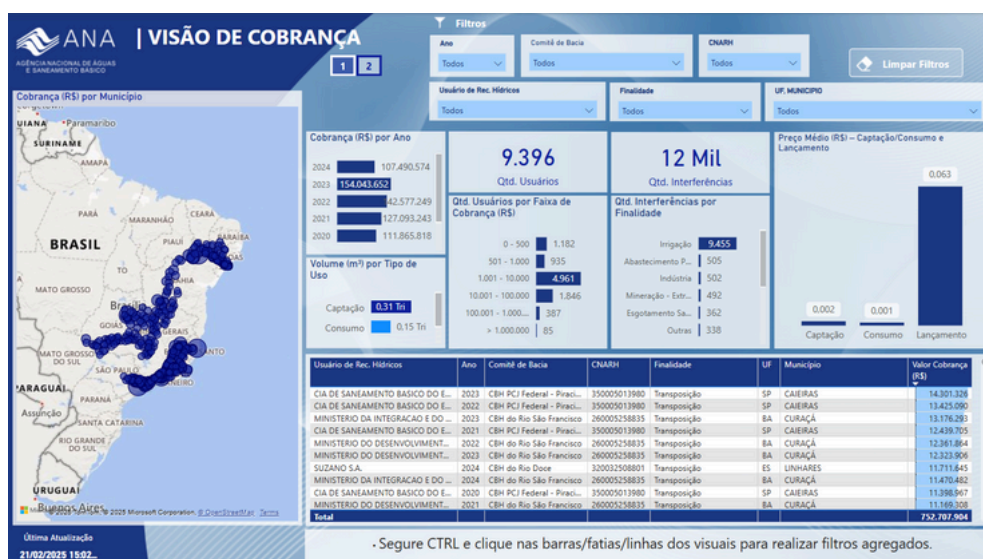 ANA | VISÃO DE COBRANÇA
AGÊNCIA NACIONAL DE ÁGUAS
E SANEAMENTO BÁSICO
1 2
Filtros
Ano
Todos
Comitê de Bacia
Todos
CNARH
Todos
Limpar Filtros
Usuário de Rec. Hídricos
Todos
Finalidade
Todos
UF, MUNICIPIO
Todos
Cobrança (R$) por Município
UIANA
Paramaribo
SURINAME
AMAPÁ
PARÁ
MARANHÃO
CEARÁ
PARAÍBA
PIAUÍ
BRASIL
TO
BAHIA
MATO GROSSO
GOIÁS
GERAIS
MATO GROSSO
DO SUL
SÃO PAULO
'ARAGUAI
PARANÁ
Assunção
SANTA CATARINA
RIO GRANDE
DO SUL
URUGUAI
Buenos Aires
© 2025 Microsoft Corporation, © OpenStreetMap Terms
Última Atualização
21/02/2025 15:02...
Cobrança (R$) por Ano
2024 107.490.574
2023 154.043.652
2022 42.577.249
2021 127.093.243
2020 111.865.818
Volume (m³) por Tipo de
Uso
Captação 0,31 Tri
Consumo 0,15 Tri
9.396
Qtd. Usuários
Qtd. Usuários por Faixa de
Cobrança (R$)
0 - 500 1.182
501 - 1.000 935
1.001 - 10.000 4.961
10.001 - 100.000 1.846
100.001 - 1.000... 387
> 1.000.000 85
12 Mil
Qtd. Interferências
Qtd. Interferências por
Finalidade
Irrigação 9.455
Abastecimento P... 505
Indústria 502
Mineração - Extr... 492
Esgotamento Sa... 362
Outras 338
Preço Médio (R$) – Captação/Consumo e
Lançamento
0.063
0.002 0.001
Captação Consumo Lançamento
Usuário de Rec. Hídricos Ano Comitê de Bacia CNARH Finalidade UF Município Valor Cobrança
(R$)
CIA DE SANEAMENTO BASICO DO E... 2023 CBH PCJ Federal - Piraci... 350005013980 Transposição SP CAIEIRAS 14.301.326
CIA DE SANEAMENTO BASICO DO E... 2022 CBH PCJ Federal - Piraci... 350005013980 Transposição SP CAIEIRAS 13.425.090
MINISTERIO DA INTEGRACAO E DO ... 2023 CBH do Rio São Francisco 260005258835 Transposição BA CURAÇÁ 13.176.293
CIA DE SANEAMENTO BASICO DO E... 2021 CBH PCJ Federal - Piraci... 350005013980 Transposição SP CAIEIRAS 12.439.705
MINISTERIO DO DESENVOLVIMENT... 2022 CBH do Rio São Francisco 260005258835 Transposição BA CURAÇÁ 12.361.864
MINISTERIO DO DESENVOLVIMENT... 2023 CBH do Rio São Francisco 260005258835 Transposição BA CURAÇÁ 12.323.906
SUZANO S.A. 2024 CBH do Rio Doce 320032508801 Transposição ES LINHARES 11.711.645
MINISTERIO DA INTEGRACAO E DO ... 2024 CBH do Rio São Francisco 260005258835 Transposição BA CURAÇÁ 11.470.482
CIA DE SANEAMENTO BASICO DO E... 2020 CBH PCJ Federal - Piraci... 350005013980 Transposição SP CAIEIRAS 11.398.967
MINISTERIO DO DESENVOLVIMENT... 2021 CBH do Rio São Francisco 260005258835 Transposição BA CURAÇÁ 11.169.308
Total 752.707.904
- Segure CTRL e clique nas barras/fatias/linhas dos visuais para realizar filtros agregados.